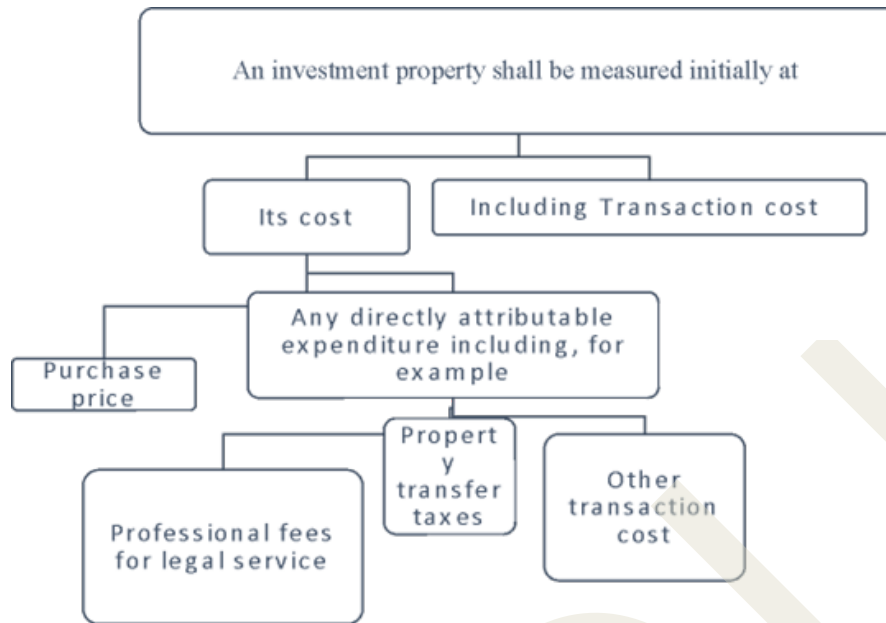 An investment property shall be measured initially at
Its cost
Including Transaction cost
Any directly attributable
expenditure including, for
example
Purchase
price
Propert
y
transfer
taxes
Professional fees
for legal service
Other
transaction
cost